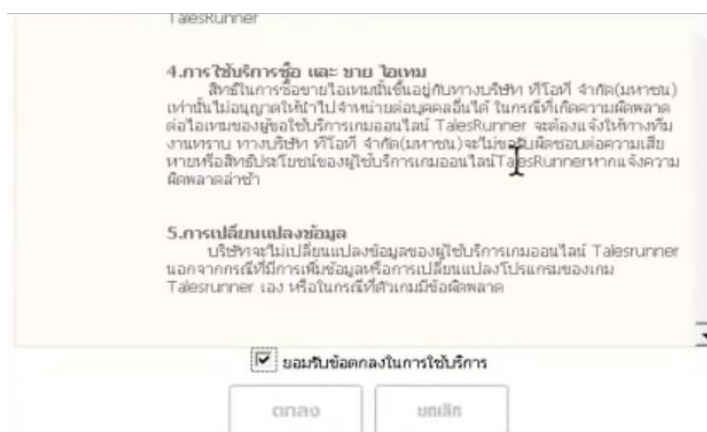 TalesRunner
4.การใช้บริการซื้อ และ ขาย ไอเทม
สิทธิ์ในการซื้อขายไอเทมนั้นขึ้นอยู่กับทางบริษัท ทีโอที จำกัด(มหาชน)
เท่านั้นไม่อนุญาตให้นำไปจำหน่ายต่อบุคคลอื่นได้ ในกรณีที่เกิดความผิดพลาด
ต่อไอเทมของผู้ขอใช้บริการเกมออนไลน์ TalesRunner จะต้องแจ้งให้ทางทีม
งานทราบ ทางบริษัท ทีโอที จำกัด(มหาชน)จะไม่ขอรับผิดชอบต่อความเสีย
หายหรือสิทธิประโยชน์ของผู้ใช้บริการเกมออนไลน์TalesRunnerหากแจ้งความ
ผิดพลาดล่าช้า
5.การเปลี่ยนแปลงข้อมูล
บริษัทจะไม่เปลี่ยนแปลงข้อมูลของผู้ใช้บริการเกมออนไลน์ Talesrunner
นอกจากกรณีที่มีการเพิ่มข้อมูลหรือการเปลี่ยนแปลงโปรแกรมของเกม
Talesrunner เอง หรือในกรณีที่ตัวเกมมีข้อผิดพลาด
ยอมรับข้อตกลงในการใช้บริการ
ตกลง ยกเลิก